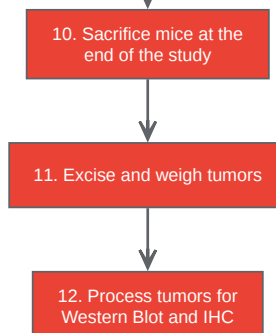 10. Sacrifice mice at the
end of the study
11. Excise and weigh tumors
12. Process tumors for
Western Blot and IHC